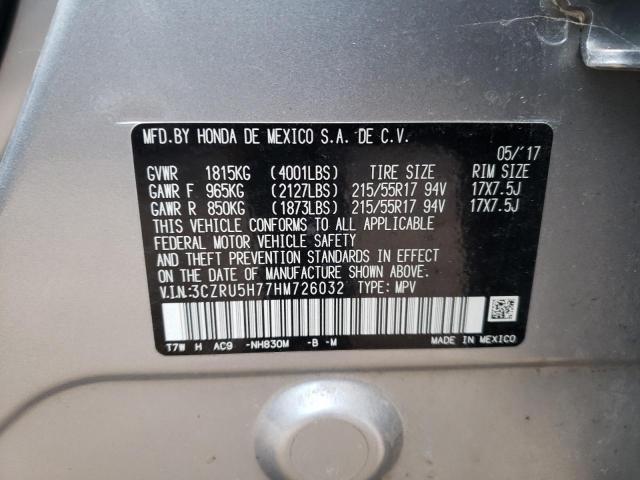 MFD.BY HONDA DE MEXICO S.A. DE C.V.
05/'17
GVWR 1815KG (4001LBS) TIRE SIZE RIM SIZE
GAWR F 965KG (2127LBS) 215/55R17 94V 17X7.5J
GAWR R 850KG (1873LBS) 215/55R17 94V 17X7.5J
THIS VEHICLE CONFORMS TO ALL APPLICABLE
FEDERAL MOTOR VEHICLE SAFETY
AND THEFT PREVENTION STANDARDS IN EFFECT
ON THE DATE OF MANUFACTURE SHOWN ABOVE.
V.I.N:3CZRU5H77HM726032 TYPE: MPV
T7W H AC9 -NH830M -B -M MADE IN MEXICO